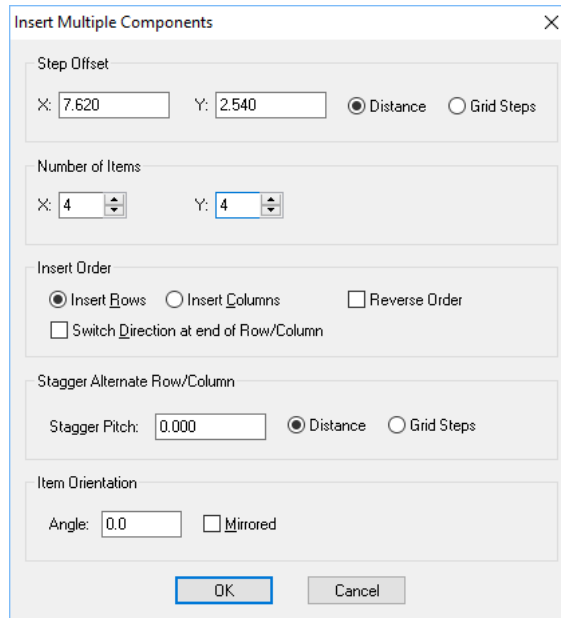 Insert Multiple Components
Step Offset
X: 7.620 Y: 2.540 Distance Grid Steps
Number of Items
X: 4 Y: 4
Insert Order
Insert Rows Insert Columns Reverse Order
Switch Direction at end of Row/Column
Stagger Alternate Row/Column
Stagger Pitch: 0.000 Distance Grid Steps
Item Orientation
Angle: 0.0 Mirrored
OK Cancel